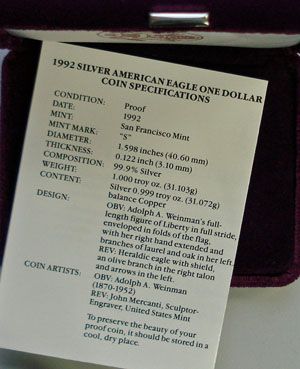 1992 SILVER AMERICAN EAGLE ONE DOLLAR
COIN SPECIFICATIONS
CONDITION: Proof
DATE: 1992
MINT: San Francisco Mint
MINT MARK: "S"
DIAMETER: 1.598 inches (40.60 mm)
THICKNESS: 0.122 inch (3.10 mm)
COMPOSITION: 99.9% Silver
WEIGHT: 1.000 troy oz. (31.103g)
CONTENT: Silver 0.999 troy oz. (31.072g)
balance Copper
DESIGN: OBV: Adolph A. Weinman's full-
length figure of Liberty in full stride,
enveloped in folds of the flag,
with her right hand extended and
branches of laurel and oak in her left.
REV: Heraldic eagle with shield,
an olive branch in the right talon
and arrows in the left.
COIN ARTISTS: OBV: Adolph A. Weinman
(1870-1952)
REV: John Mercanti, Sculptor-
Engraver, United States Mint
To preserve the beauty of your
proof coin, it should be stored in a
cool, dry place.